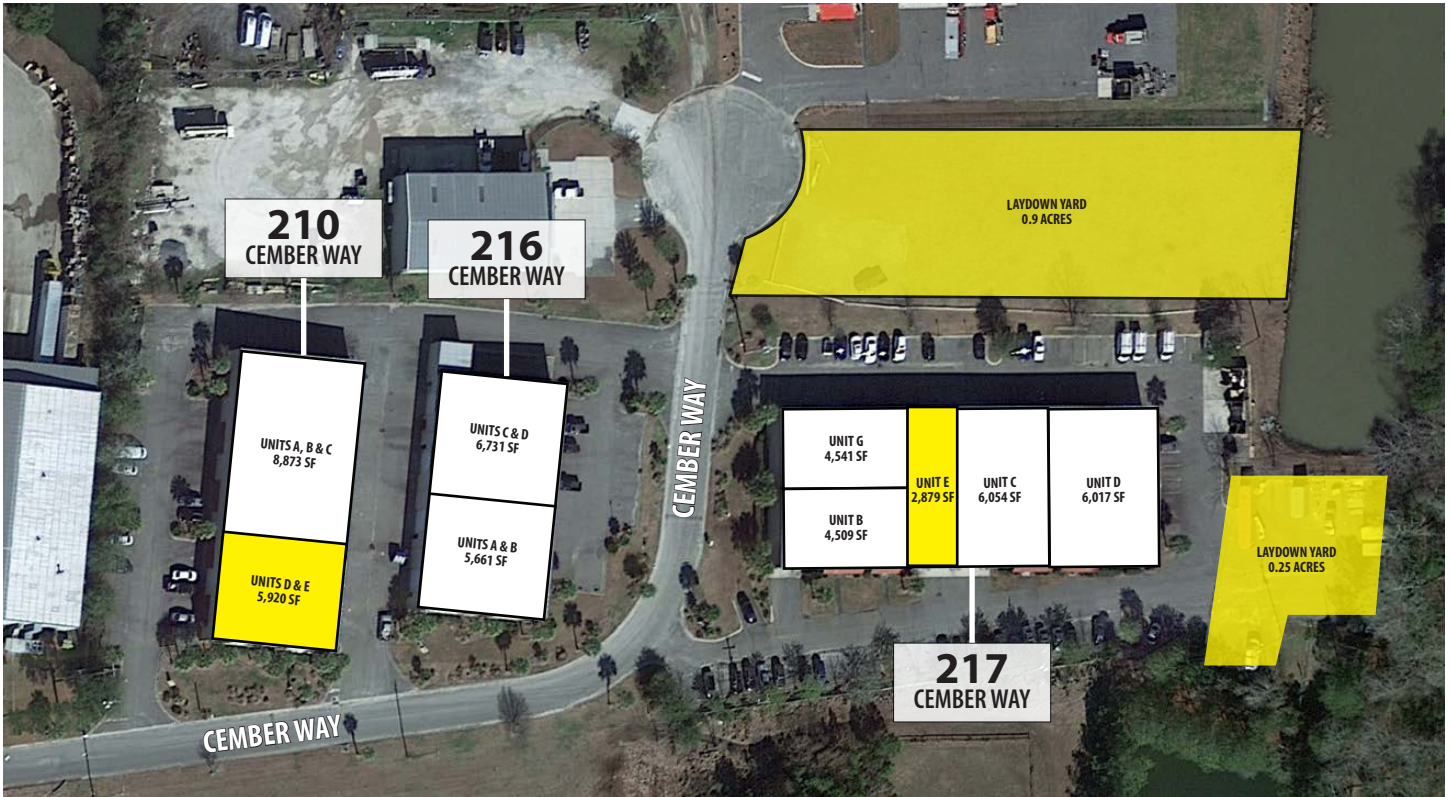 LAYDOWN YARD
0.9 ACRES
210
CEMBER WAY
216
CEMBER WAY
UNITS A, B & C
8,873 SF
UNITS D & E
5,920 SF
UNITS C & D
6,731 SF
UNITS A & B
5,661 SF
CEMBER WAY
UNIT G
4,541 SF
UNIT B
4,509 SF
UNIT E
2,879 SF
UNIT C
6,054 SF
UNIT D
6,017 SF
LAYDOWN YARD
0.25 ACRES
217
CEMBER WAY
CEMBER WAY